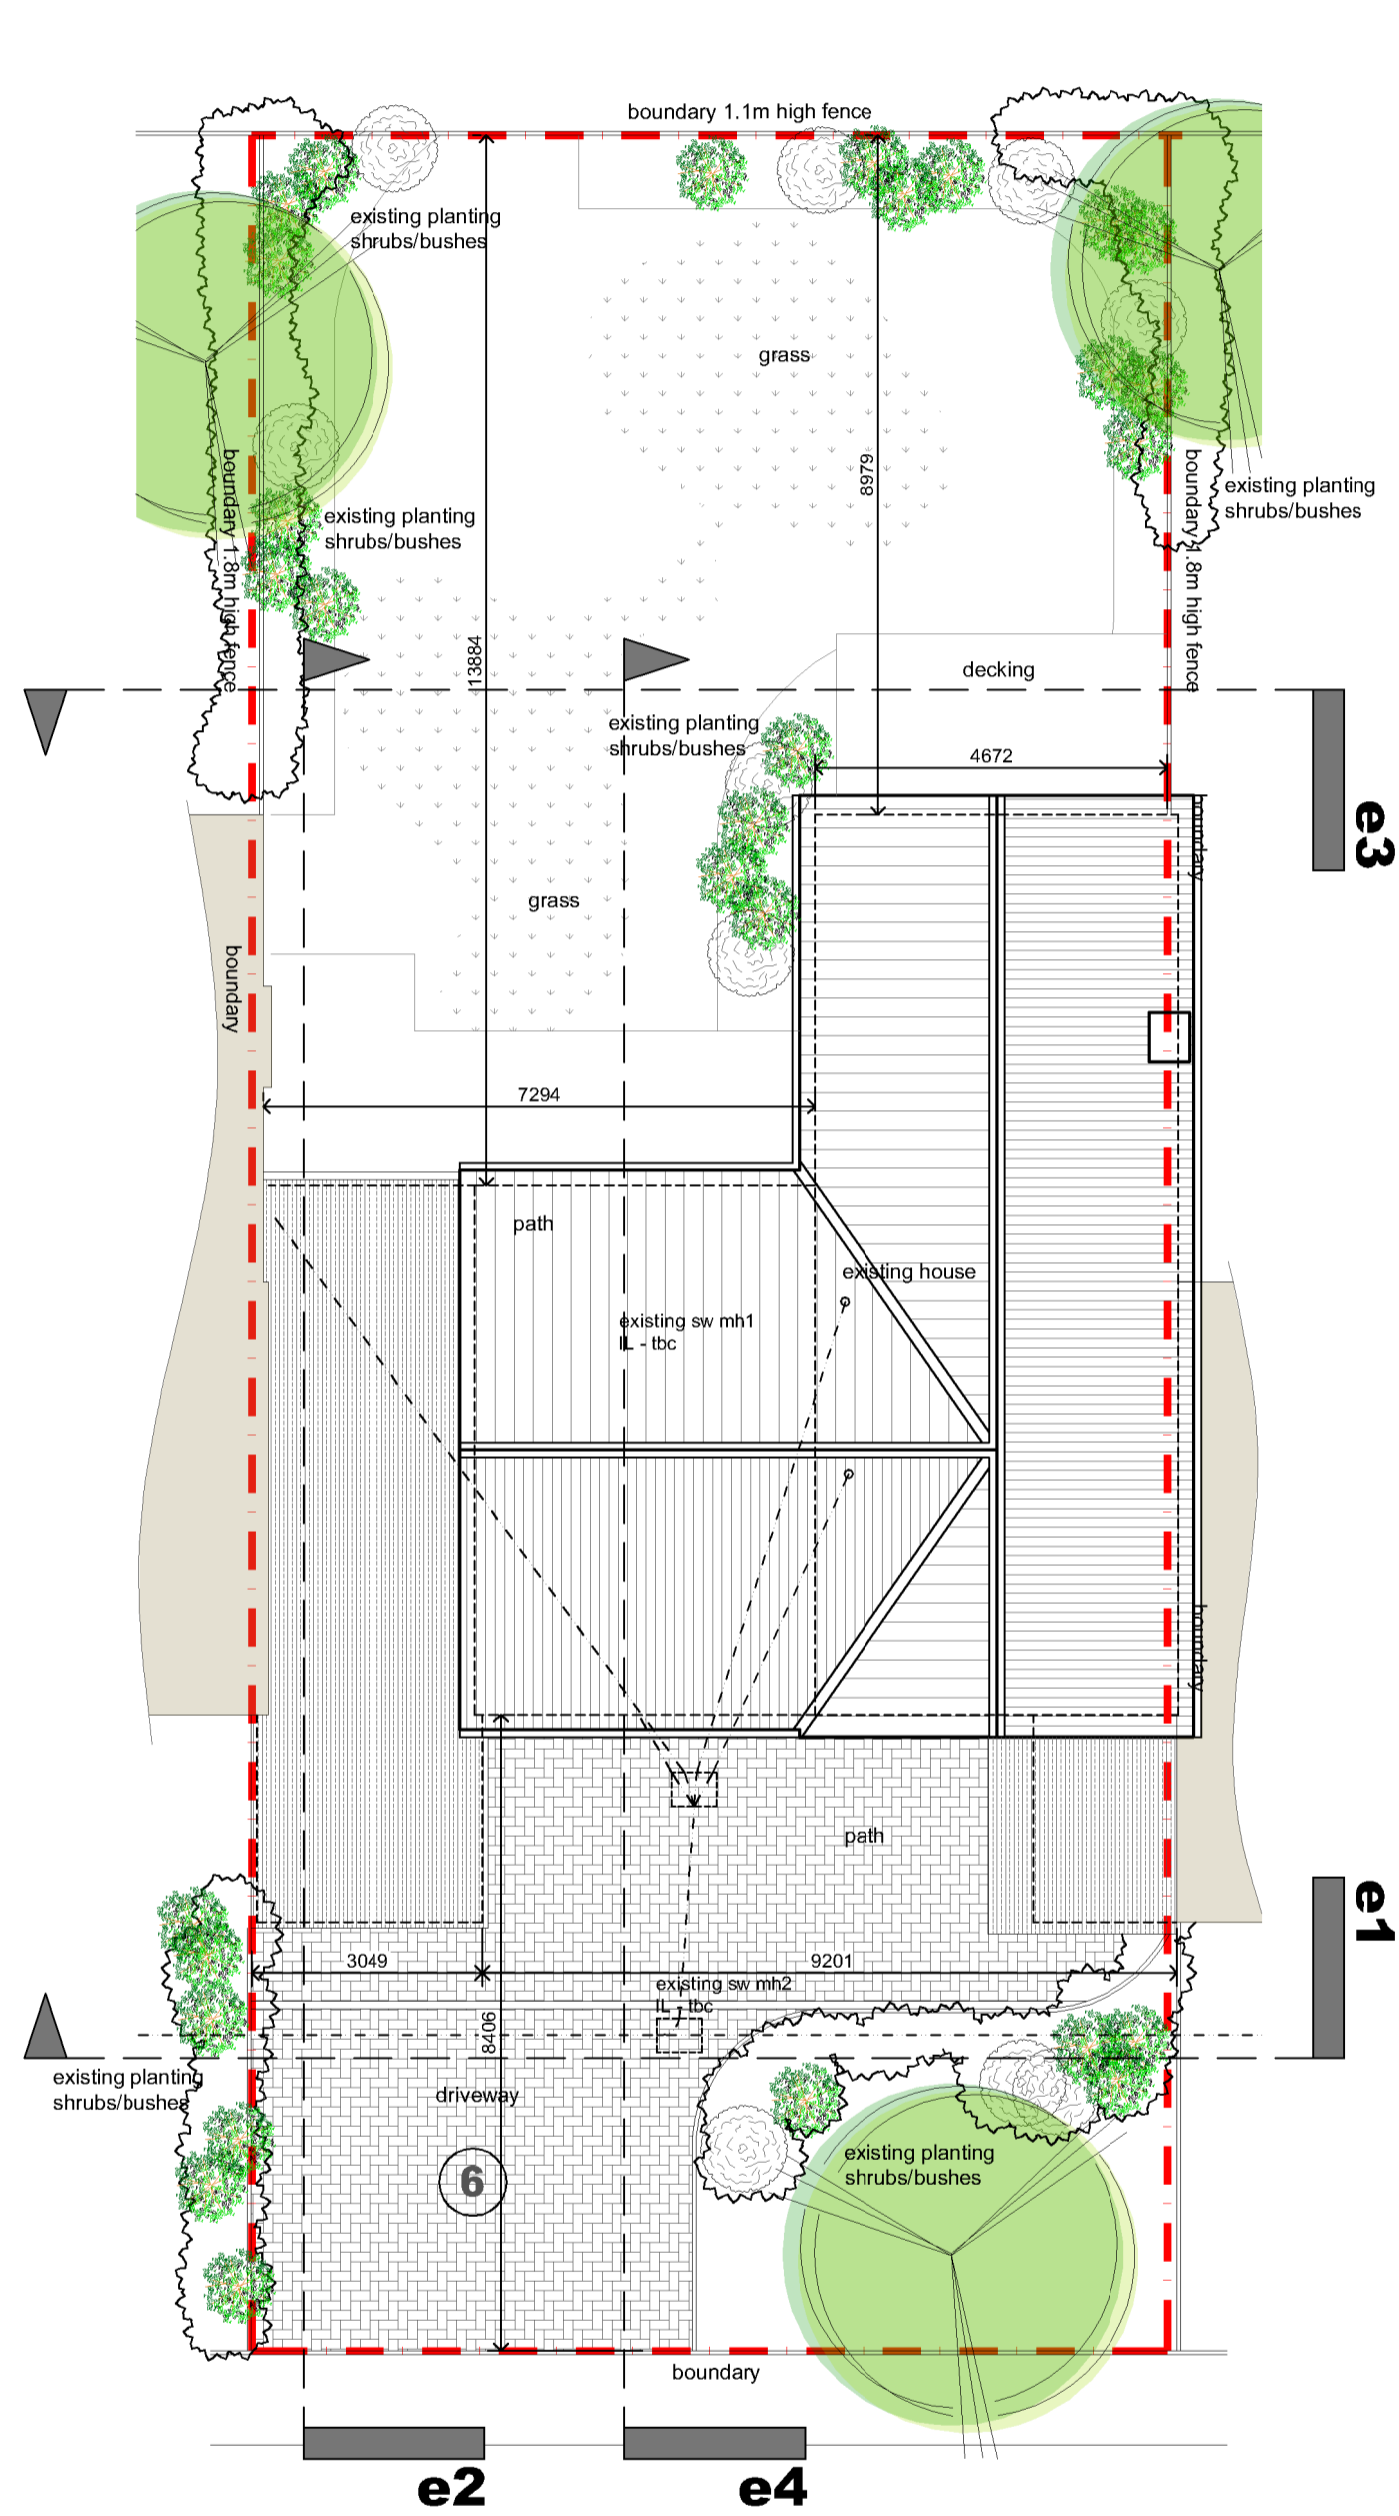 boundary 1.1m high fence
existing planting
shrubs/bushes
grass
8979
boundary 1.8m high fence
boundary 1.8m high fence
existing planting
shrubs/bushes
existing planting
shrubs/bushes
13884
decking
existing planting
shrubs/bushes
4672
e3
boundary
grass
boundary
7294
path
existing house
existing sw mh1
IL - tbc
boundary
path
e1
3049
9201
existing sw mh2
IL - tbc
8406
existing planting
shrubs/bushes
driveway
existing planting
shrubs/bushes
6
boundary
e2
e4